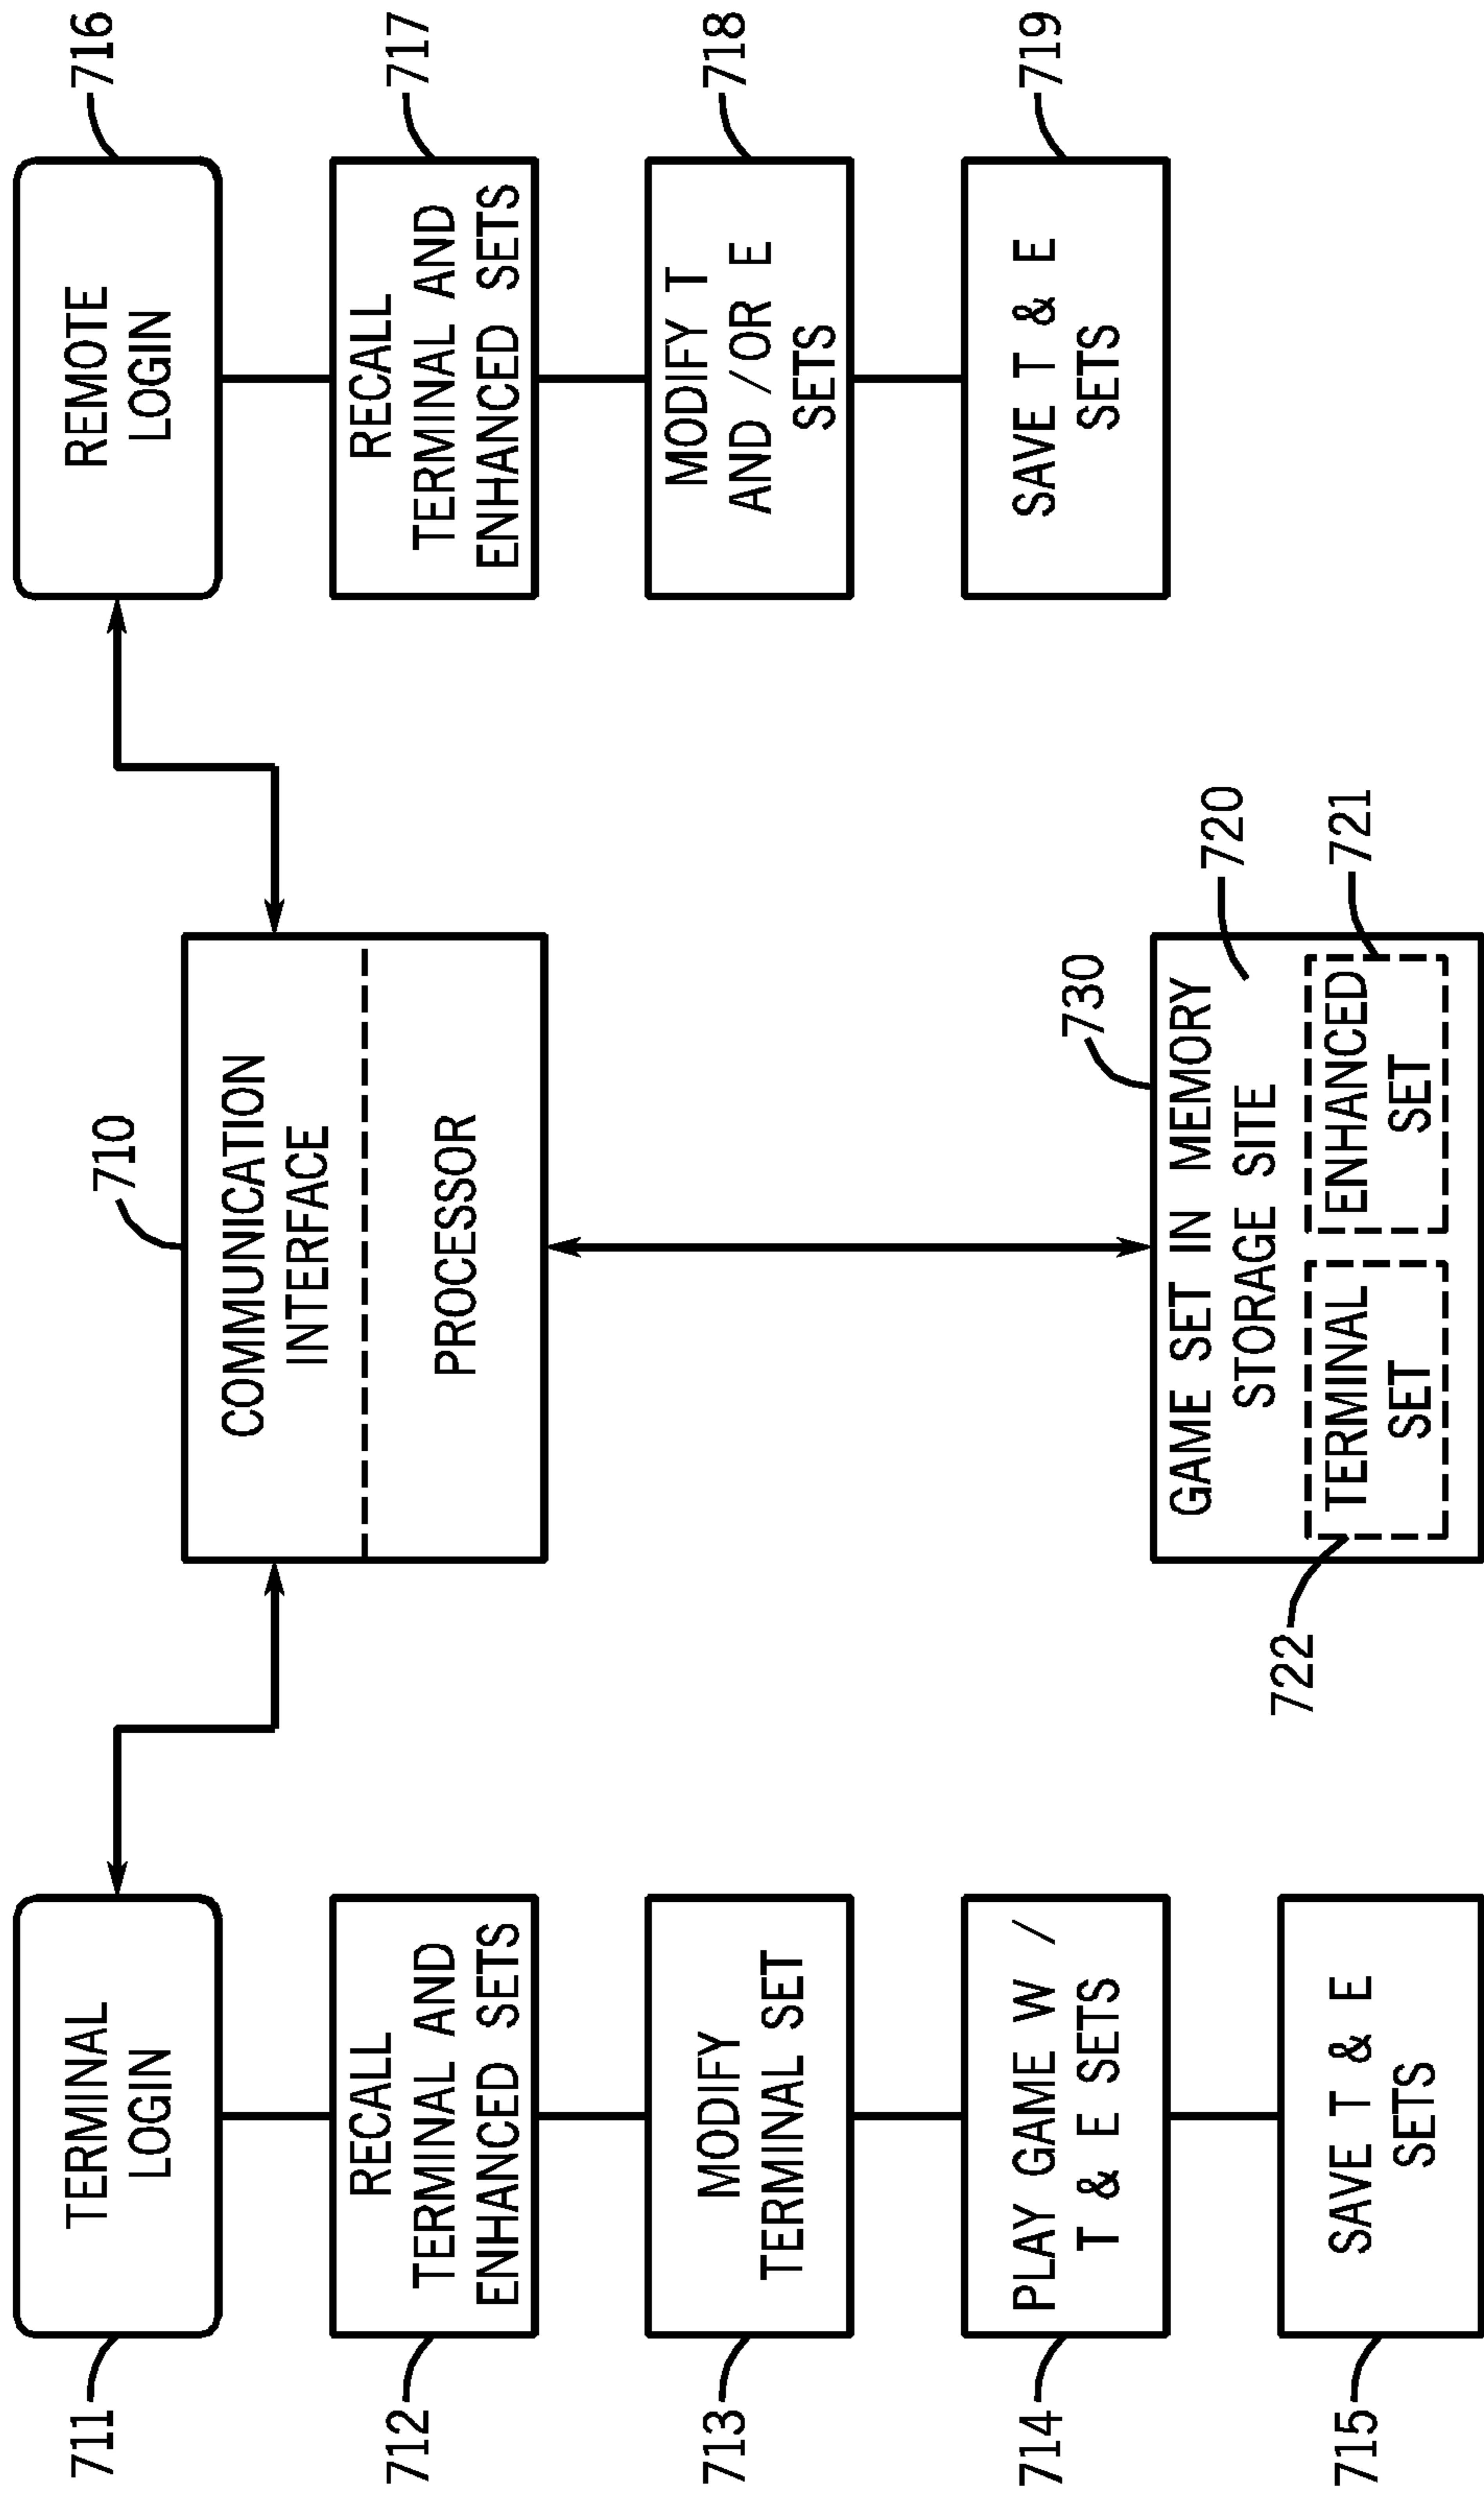 711
TERMINAL
LOGIN
712
RECALL
TERMINAL AND
ENHANCED SETS
713
MODIFY
TERMINAL SET
714
PLAY GAME W/
T & E SETS
715
SAVE T & E
SETS
710
COMMUNICATION
INTERFACE
PROCESSOR
730
GAME SET IN MEMORY
STORAGE SITE
720
722
TERMINAL
SET
721
ENHANCED
SET
716
REMOTE
LOGIN
717
RECALL
TERMINAL AND
ENHANCED SETS
718
MODIFY T
AND/OR E
SETS
719
SAVE T & E
SETS